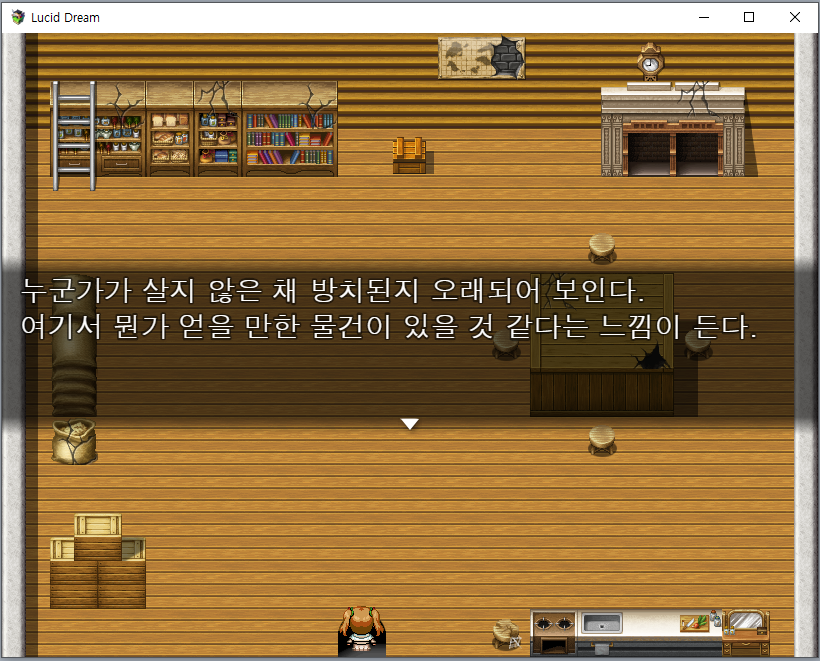 Lucid Dream
누군가가 살지 않은 채 방치된지 오래되어 보인다.
여기서 뭔가 얻을 만한 물건이 있을 것 같다는 느낌이 든다.